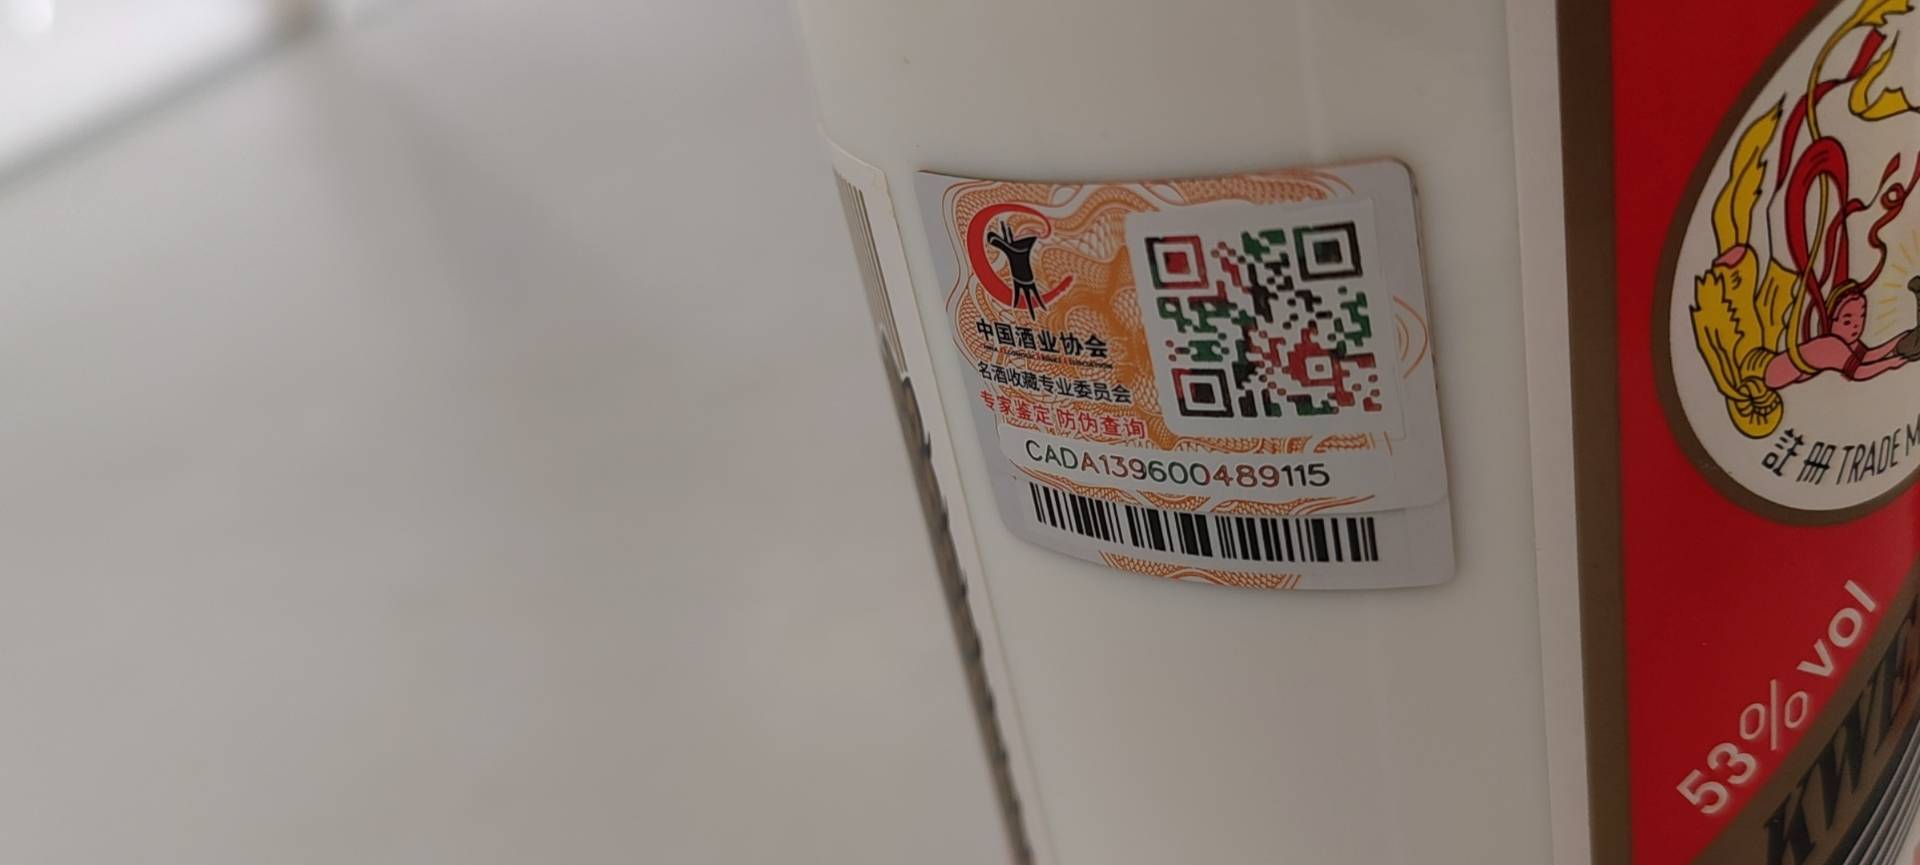 中国酒业协会
名酒收藏专业委员会
专家鉴定 防伪查询
CADA139600489115
註册 TRADE M
53% vol
KWE